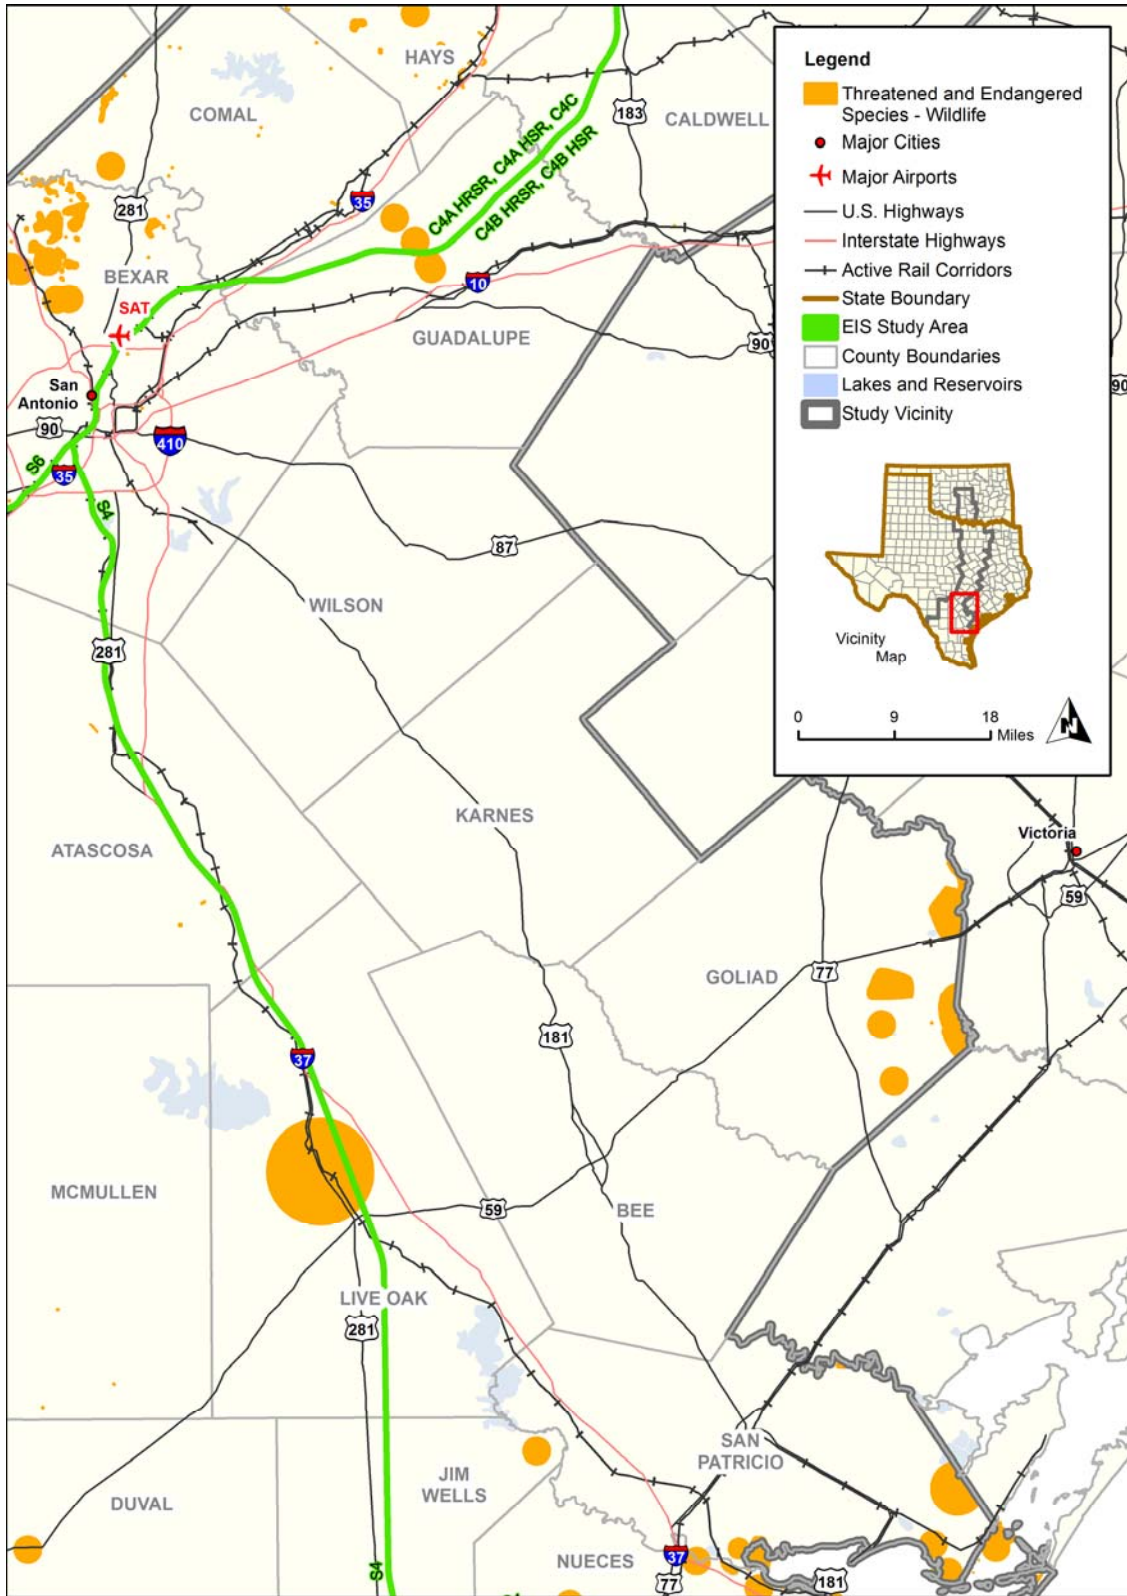 HAYS
COMAL
183
CALDWELL
C4A HRSR, C4A HSR, C4C
C4B HRSR, C4B HSR
281
35
BEXAR
SAT
10
GUADALUPE
90
90
San
Antonio
90
410
S6
35
S4
87
WILSON
281
KARNES
ATASCOSA
Victoria
59
GOLIAD
77
181
37
MCMULLEN
59
BEE
LIVE OAK
281
SAN
PATRICIO
JIM
WELLS
DUVAL
S4
NUECES
37
77
181
Legend
Threatened and Endangered
Species - Wildlife
Major Cities
Major Airports
U.S. Highways
Interstate Highways
Active Rail Corridors
State Boundary
EIS Study Area
County Boundaries
Lakes and Reservoirs
Study Vicinity
Vicinity
Map
0 9 18
Miles
N